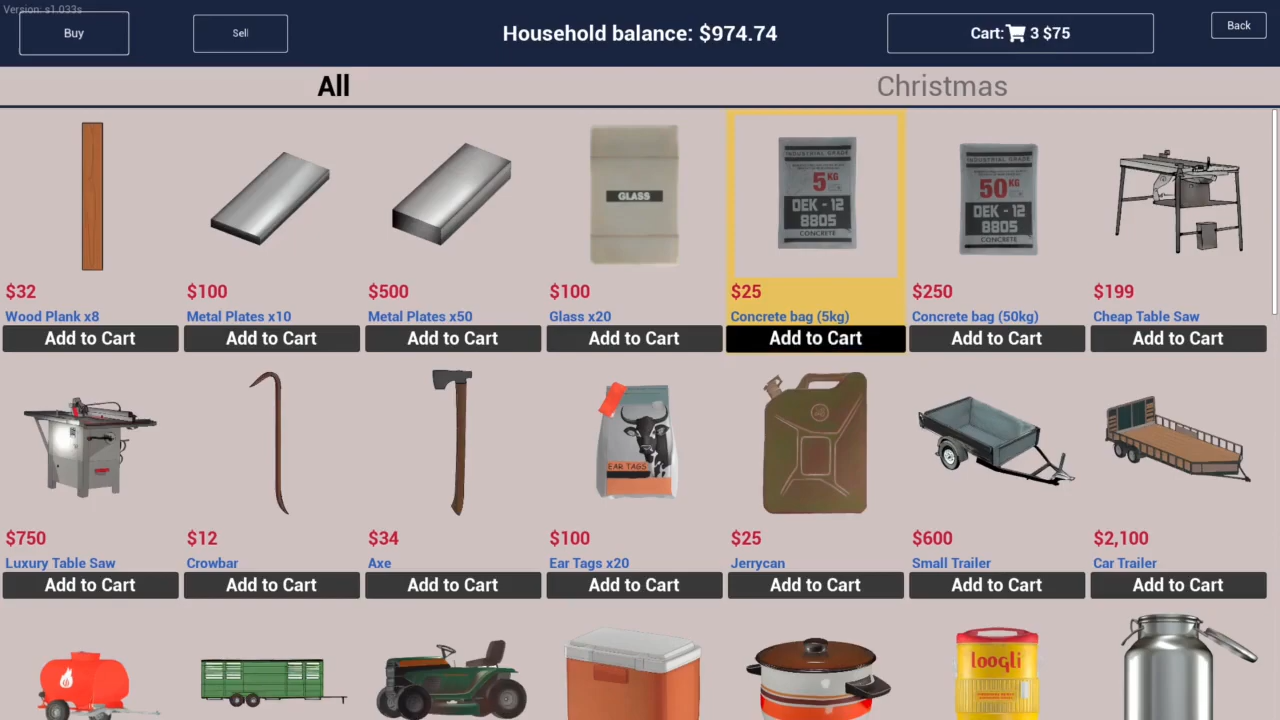 Version: s1.033s
Buy
Sell
Household balance: $974.74
Cart: 3 $75
Back
All
Christmas
GLASS
INDUSTRIAL GRADE
5 KG
DEK - 12
8805
CONCRETE
INDUSTRIAL GRADE
50 KG
DEK - 12
8805
CONCRETE
$32
$100
$500
$100
$25
$250
$199
Wood Plank x8
Metal Plates x10
Metal Plates x50
Glass x20
Concrete bag (5kg)
Concrete bag (50kg)
Cheap Table Saw
Add to Cart
Add to Cart
Add to Cart
Add to Cart
Add to Cart
Add to Cart
Add to Cart
EAR TAGS
$750
$12
$34
$100
$25
$600
$2,100
Luxury Table Saw
Crowbar
Axe
Ear Tags x20
Jerrycan
Small Trailer
Car Trailer
Add to Cart
Add to Cart
Add to Cart
Add to Cart
Add to Cart
Add to Cart
Add to Cart
loogli